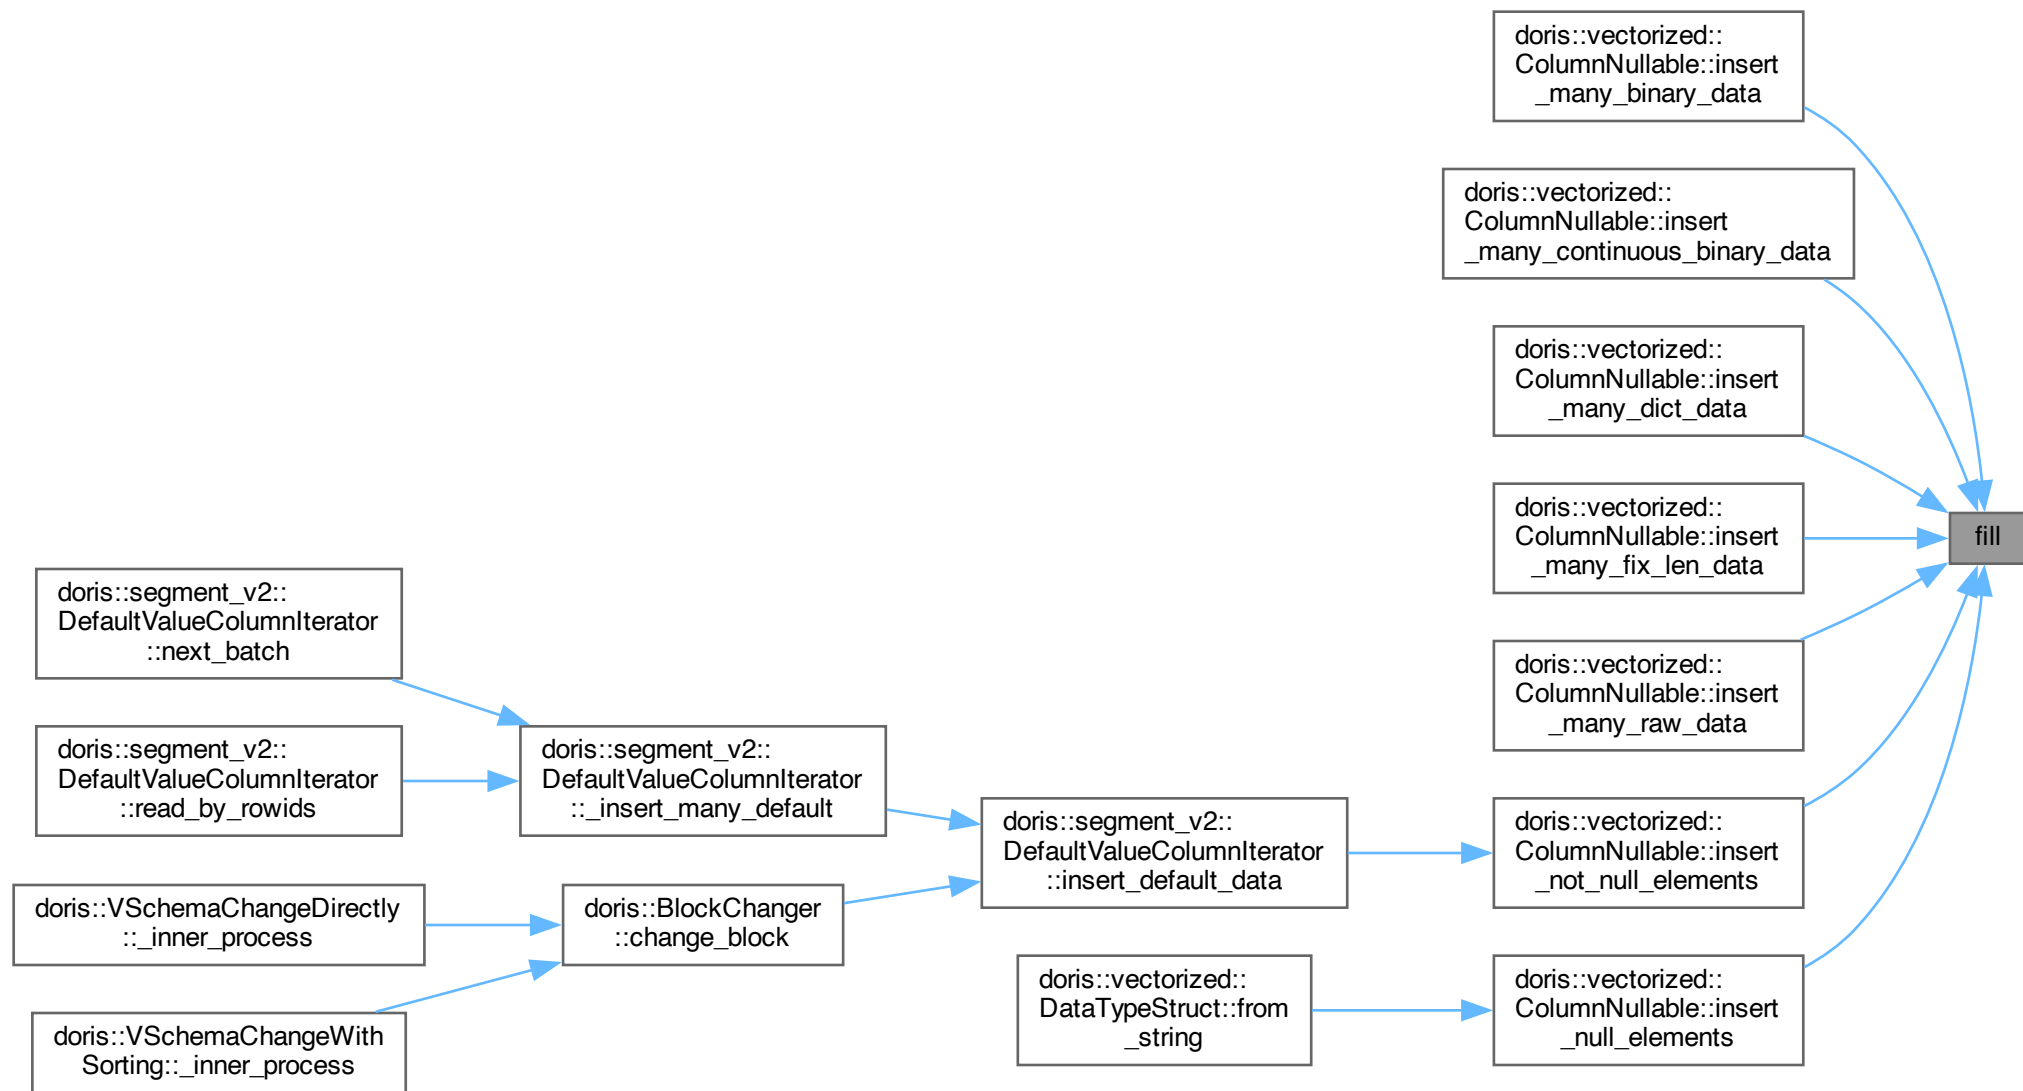 doris::vectorized::
ColumnNullable::insert
_many_binary_data
doris::vectorized::
ColumnNullable::insert
_many_continuous_binary_data
doris::vectorized::
ColumnNullable::insert
_many_dict_data
doris::vectorized::
ColumnNullable::insert
_many_fix_len_data
fill
doris::segment_v2::
DefaultValueColumnIterator
::next_batch
doris::vectorized::
ColumnNullable::insert
_many_raw_data
doris::segment_v2::
DefaultValueColumnIterator
::read_by_rowids
doris::segment_v2::
DefaultValueColumnIterator
::_insert_many_default
doris::segment_v2::
DefaultValueColumnIterator
::insert_default_data
doris::vectorized::
ColumnNullable::insert
_not_null_elements
doris::VSchemaChangeDirectly
::_inner_process
doris::BlockChanger
::change_block
doris::vectorized::
DataTypeStruct::from
_string
doris::vectorized::
ColumnNullable::insert
_null_elements
doris::VSchemaChangeWith
Sorting::_inner_process